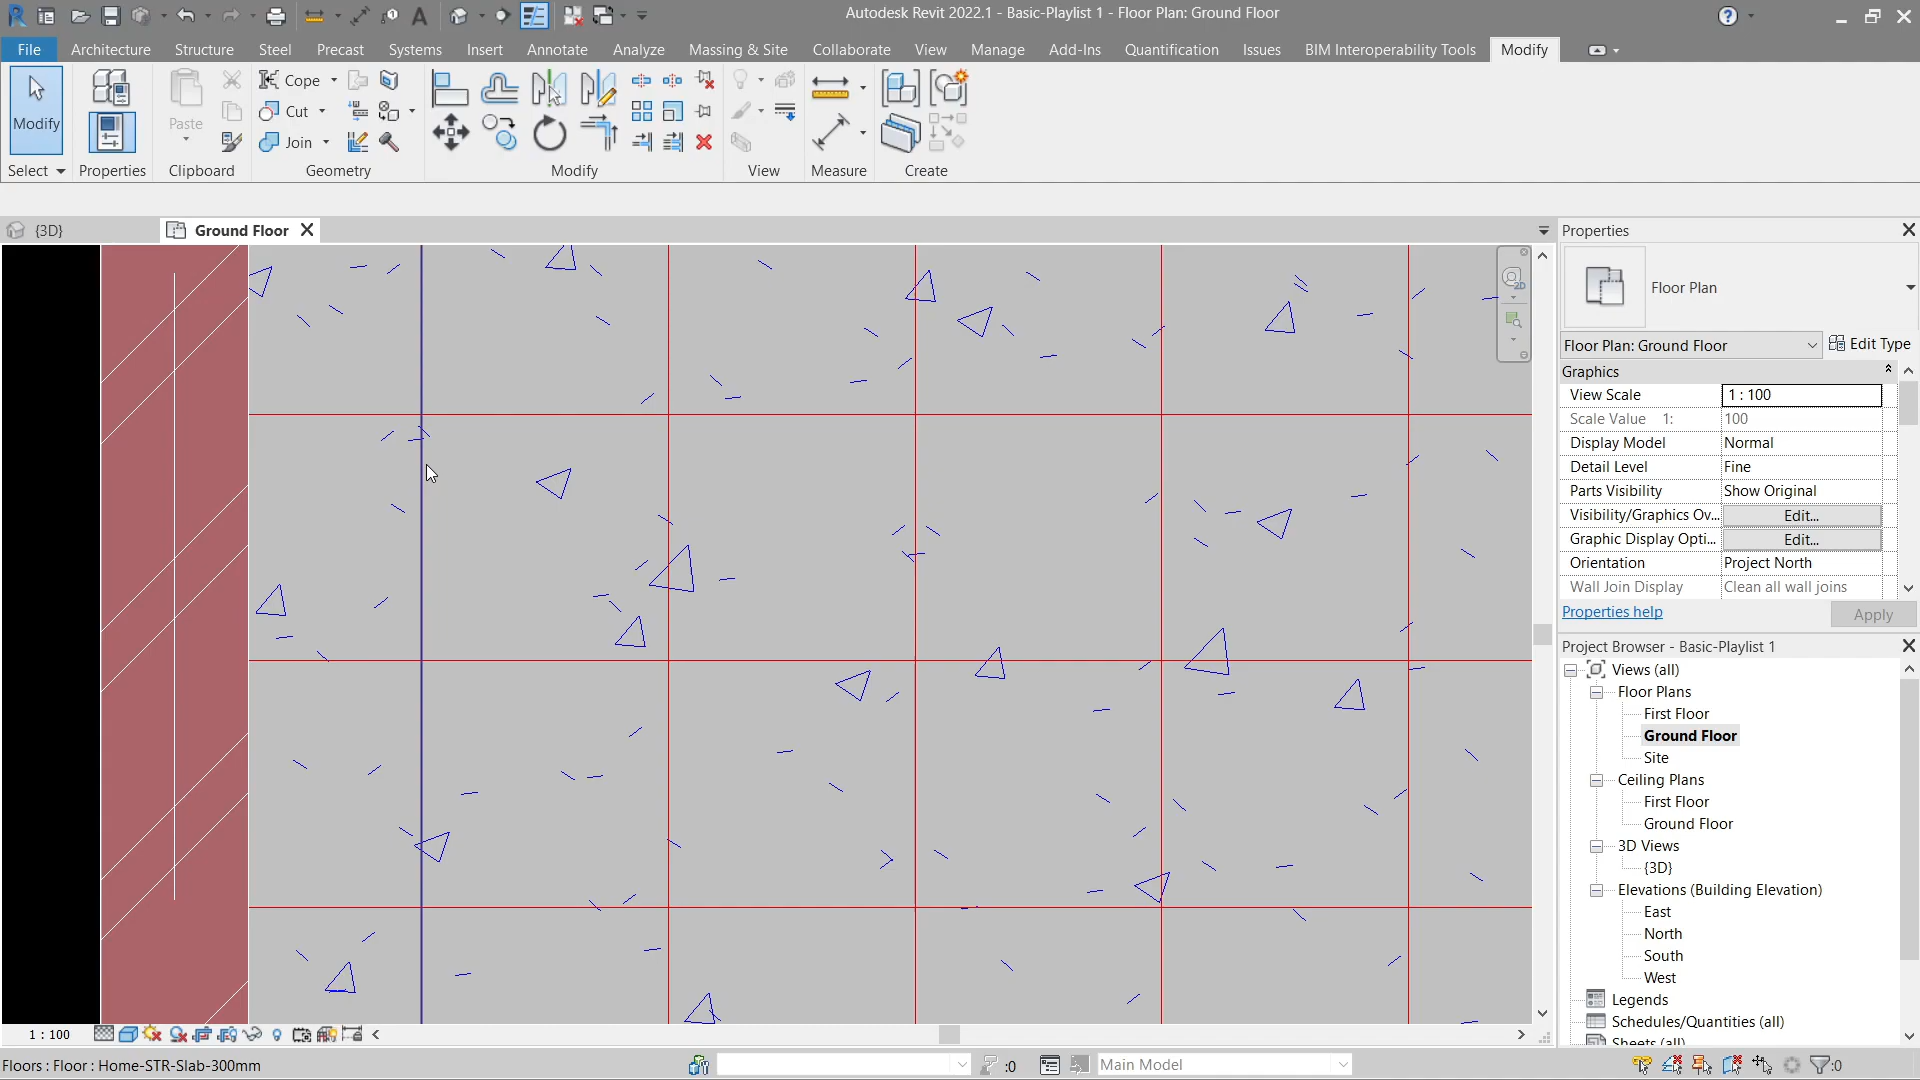 Autodesk Revit 2022.1 - Basic-Playlist 1 - Floor Plan: Ground Floor
File Architecture Structure Steel Precast Systems Insert Annotate Analyze Massing & Site Collaborate View Manage Add-Ins Quantification Issues BIM Interoperability Tools Modify
Modify
Paste
Cope
Cut
Join
Select Properties Clipboard Geometry Modify View Measure Create
{3D}
Ground Floor
Properties
Floor Plan
Floor Plan: Ground Floor
Edit Type
Graphics
View Scale 1 : 100
Scale Value 1: 100
Display Model Normal
Detail Level Fine
Parts Visibility Show Original
Visibility/Graphics Ov... Edit...
Graphic Display Opti... Edit...
Orientation Project North
Wall Join Display Clean all wall joins
Properties help
Apply
Project Browser - Basic-Playlist 1
Views (all)
Floor Plans
First Floor
Ground Floor
Site
Ceiling Plans
First Floor
Ground Floor
3D Views
{3D}
Elevations (Building Elevation)
East
North
South
West
Legends
Schedules/Quantities (all)
Sheets (all)
1 : 100
Floors : Floor : Home-STR-Slab-300mm
:0
Main Model
:0